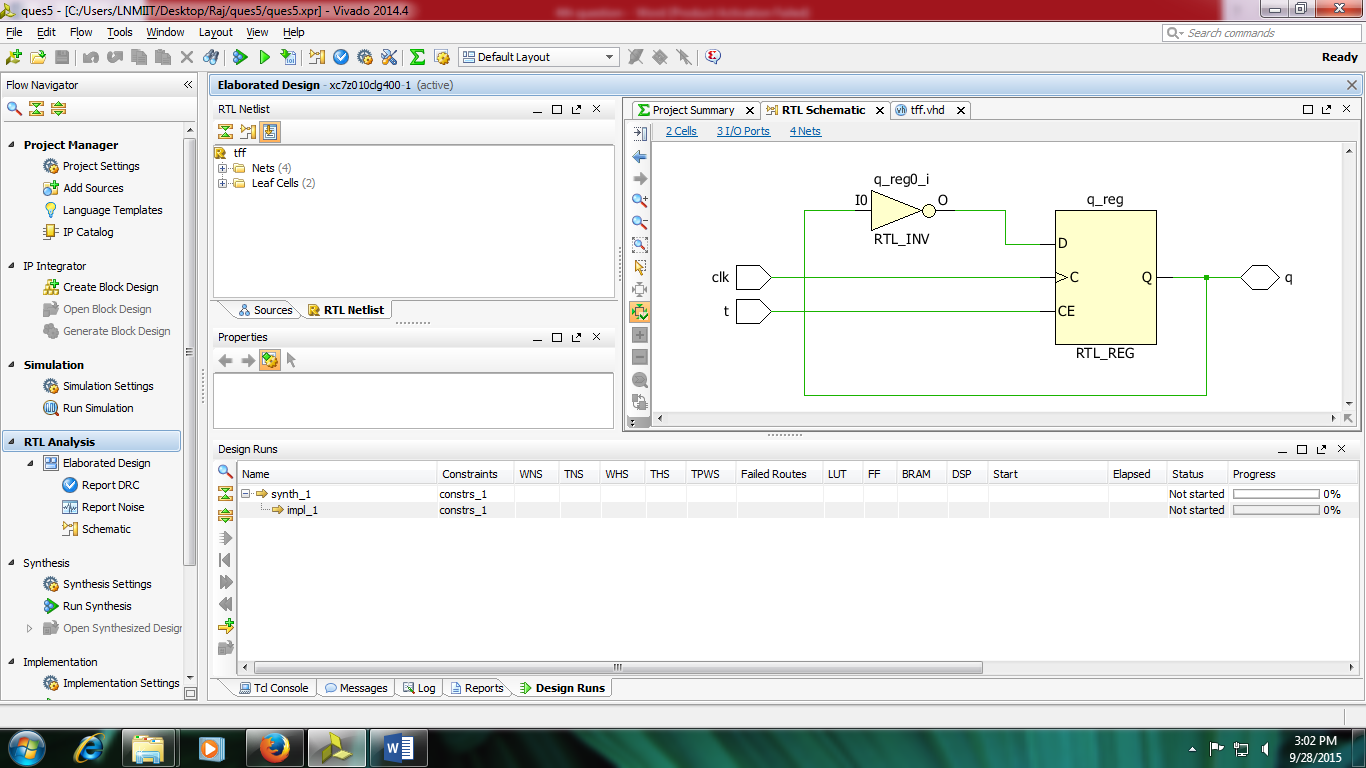 ques5 - [C:/Users/LNMIIT/Desktop/Raj/ques5/ques5.xpr] - Vivado 2014.4
File Edit Flow Tools Window Layout View Help
Search commands
Default Layout
Ready
Flow Navigator
Project Manager
Project Settings
Add Sources
Language Templates
IP Catalog
IP Integrator
Create Block Design
Open Block Design
Generate Block Design
Simulation
Simulation Settings
Run Simulation
RTL Analysis
Elaborated Design
Report DRC
Report Noise
Schematic
Synthesis
Synthesis Settings
Run Synthesis
Open Synthesized Design
Implementation
Implementation Settings
Elaborated Design - xc7z010clg400-1 (active)
RTL Netlist
tff
Nets (4)
Leaf Cells (2)
Sources RTL Netlist
Properties
Project Summary RTL Schematic tff.vhd
2 Cells 3 I/O Ports 4 Nets
q_reg0_i
I0 O
RTL_INV
q_reg
D
clk C Q q
t CE
RTL_REG
Design Runs
Name Constraints WNS TNS WHS THS TPWS Failed Routes LUT FF BRAM DSP Start Elapsed Status Progress
synth_1 constrs_1 Not started 0%
impl_1 constrs_1 Not started 0%
Tcl Console Messages Log Reports Design Runs
3:02 PM
9/28/2015